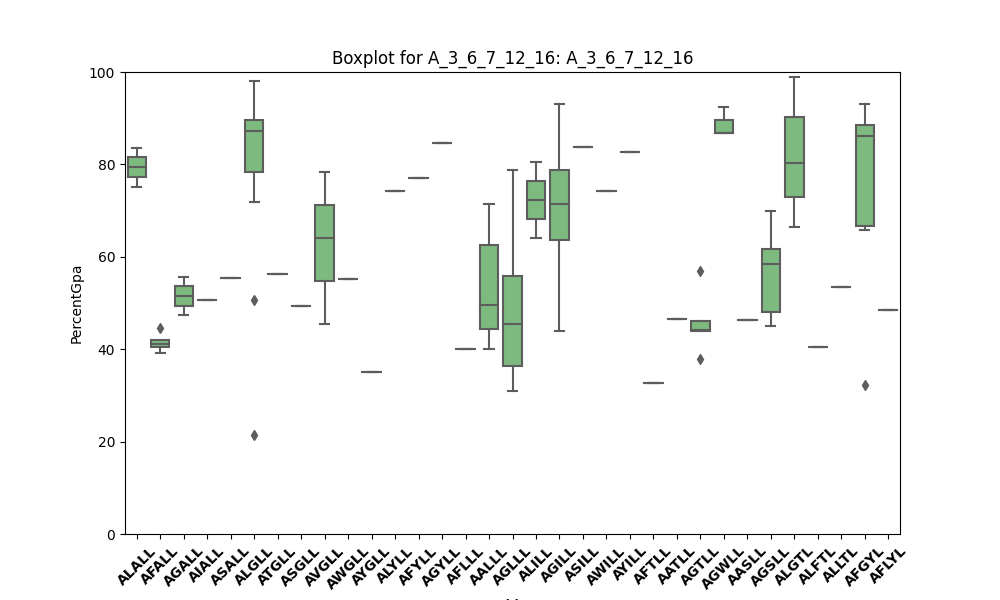 Boxplot for A_3_6_7_12_16: A_3_6_7_12_16
100
80
60
40
20
0
PercentGpa
ALALL AFALL AGALL AIALL ASALL ALGLL ATGLL ASGLL AVGLL AWGLL AYGLL ALYLL AFYLL AGYLL AFLLL AALLL AGLLL ALILL AGILL ASILL AWILL AYILL AFTLL AATLL AGTLL AGWLL AASLL AGSLL ALGTL ALFTL ALLTL AFGYL AFLYL